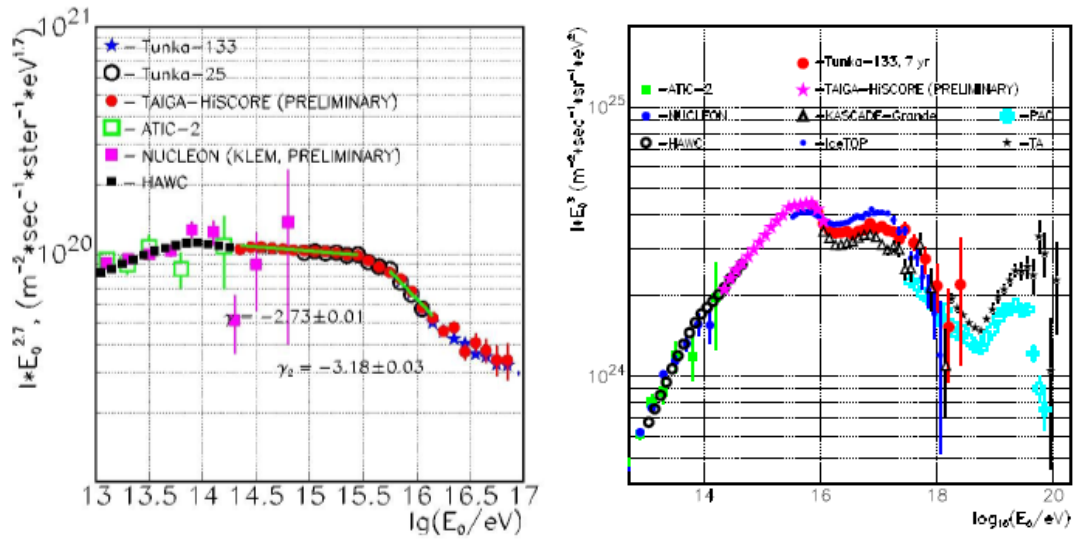 10^21
★ – Tunka–133
O – Tunka–25
● – TAIGA–HiSCORE (PRELIMINARY)
□ – ATIC–2
■ – NUCLEON (KLEM, PRELIMINARY)
■ – HAWC
10^20
= –2.73±0.01
γ₂ = –3.18±0.03
I*E₀^2.7, (m^-2*sec^-1*ster^-1*eV^1.7)
13 13.5 14 14.5 15 15.5 16 16.5 17
lg(E₀/eV)
–Tunka–133, 7 yr
–ATIC–2
–TAIGA–HiSCORE (PRELIMINARY)
–NUCLEON
–KASCADE–Grande
–PAO
–HAWC
–IceTOP
–TA
10^25
10^24
I*E₀^3 (m^-2*sec^-1*sr^-1*eV^2)
14 16 18 20
log₁₀(E₀/eV)